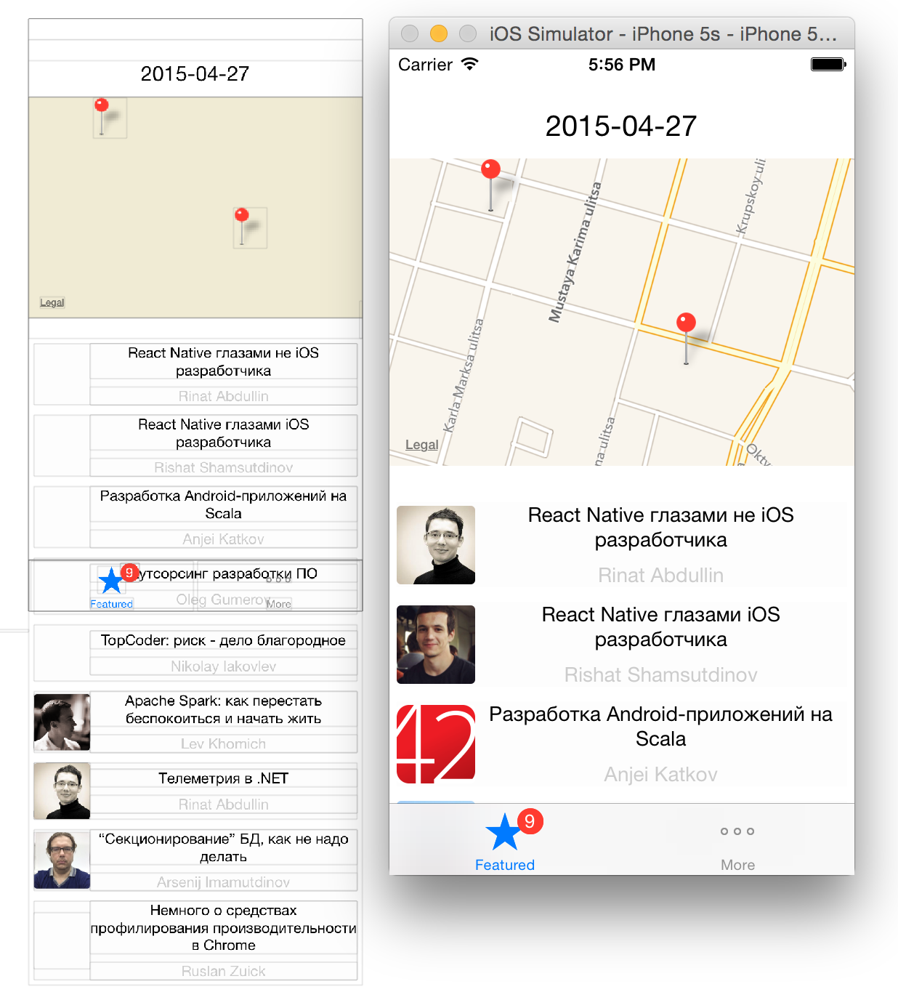 2015-04-27
Legal
React Native глазами не iOS
разработчика
Rinat Abdullin
React Native глазами iOS
разработчика
Rishat Shamsutdinov
Разработка Android-приложений на
Scala
Anjei Katkov
утсорсинг разработки ПО
9
Oleg Gumerov
Featured
More
TopCoder: риск - дело благородное
Nikolay Iakovlev
Apache Spark: как перестать
беспокоиться и начать жить
Lev Khomich
Телеметрия в .NET
Rinat Abdullin
“Секционирование” БД, как не надо
делать
Arsenij Imamutdinov
Немного о средствах
профилирования производительности
в Chrome
Ruslan Zuick
iOS Simulator - iPhone 5s - iPhone 5...
Carrier
5:56 PM
2015-04-27
Mustaya Karima ulitsa
Krupskoy uli
Karla Marksa ulitsa
na ulitsa
Oktv
Legal
React Native глазами не iOS
разработчика
Rinat Abdullin
React Native глазами iOS
разработчика
Rishat Shamsutdinov
42
Разработка Android-приложений на
Scala
Anjei Katkov
9
Featured
More